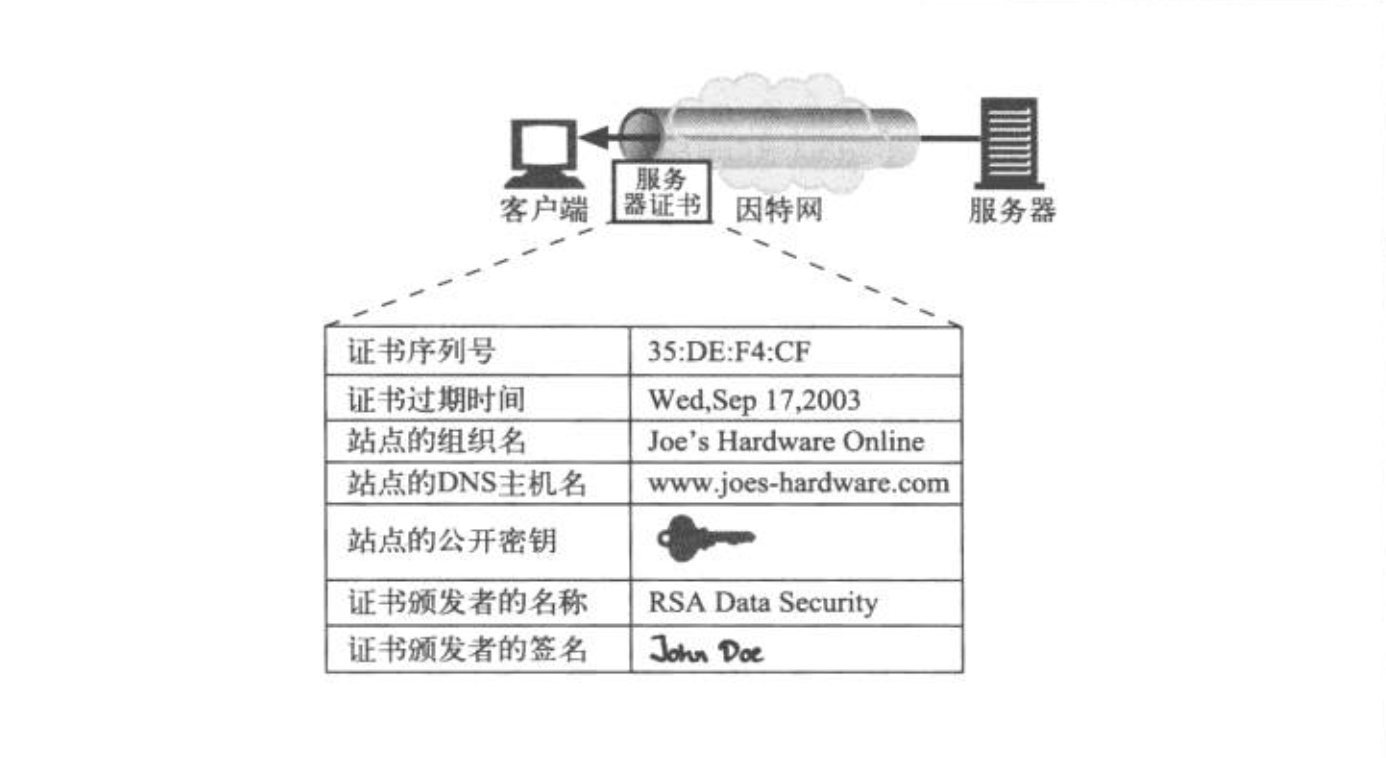 客户端
服务
器证书
因特网
服务器
证书序列号 35:DE:F4:CF
证书过期时间 Wed,Sep 17,2003
站点的组织名 Joe's Hardware Online
站点的DNS主机名 www.joes-hardware.com
站点的公开密钥
证书颁发者的名称 RSA Data Security
证书颁发者的签名 John Doe